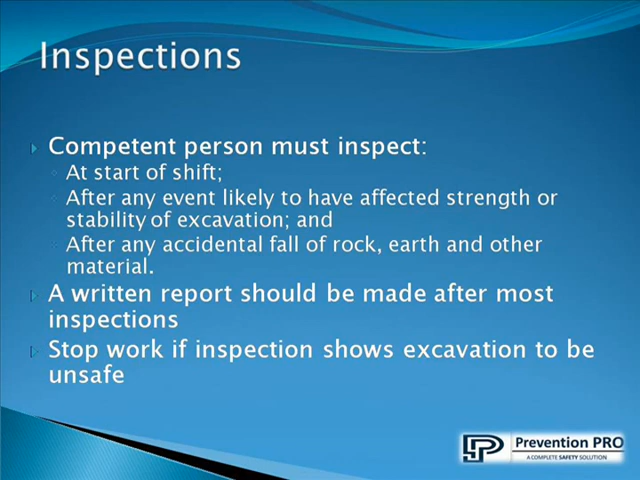 Inspections
Competent person must inspect:
At start of shift;
After any event likely to have affected strength or
stability of excavation; and
After any accidental fall of rock, earth and other
material.
A written report should be made after most
inspections
Stop work if inspection shows excavation to be
unsafe
Prevention PRO
A COMPLETE SAFETY SOLUTION